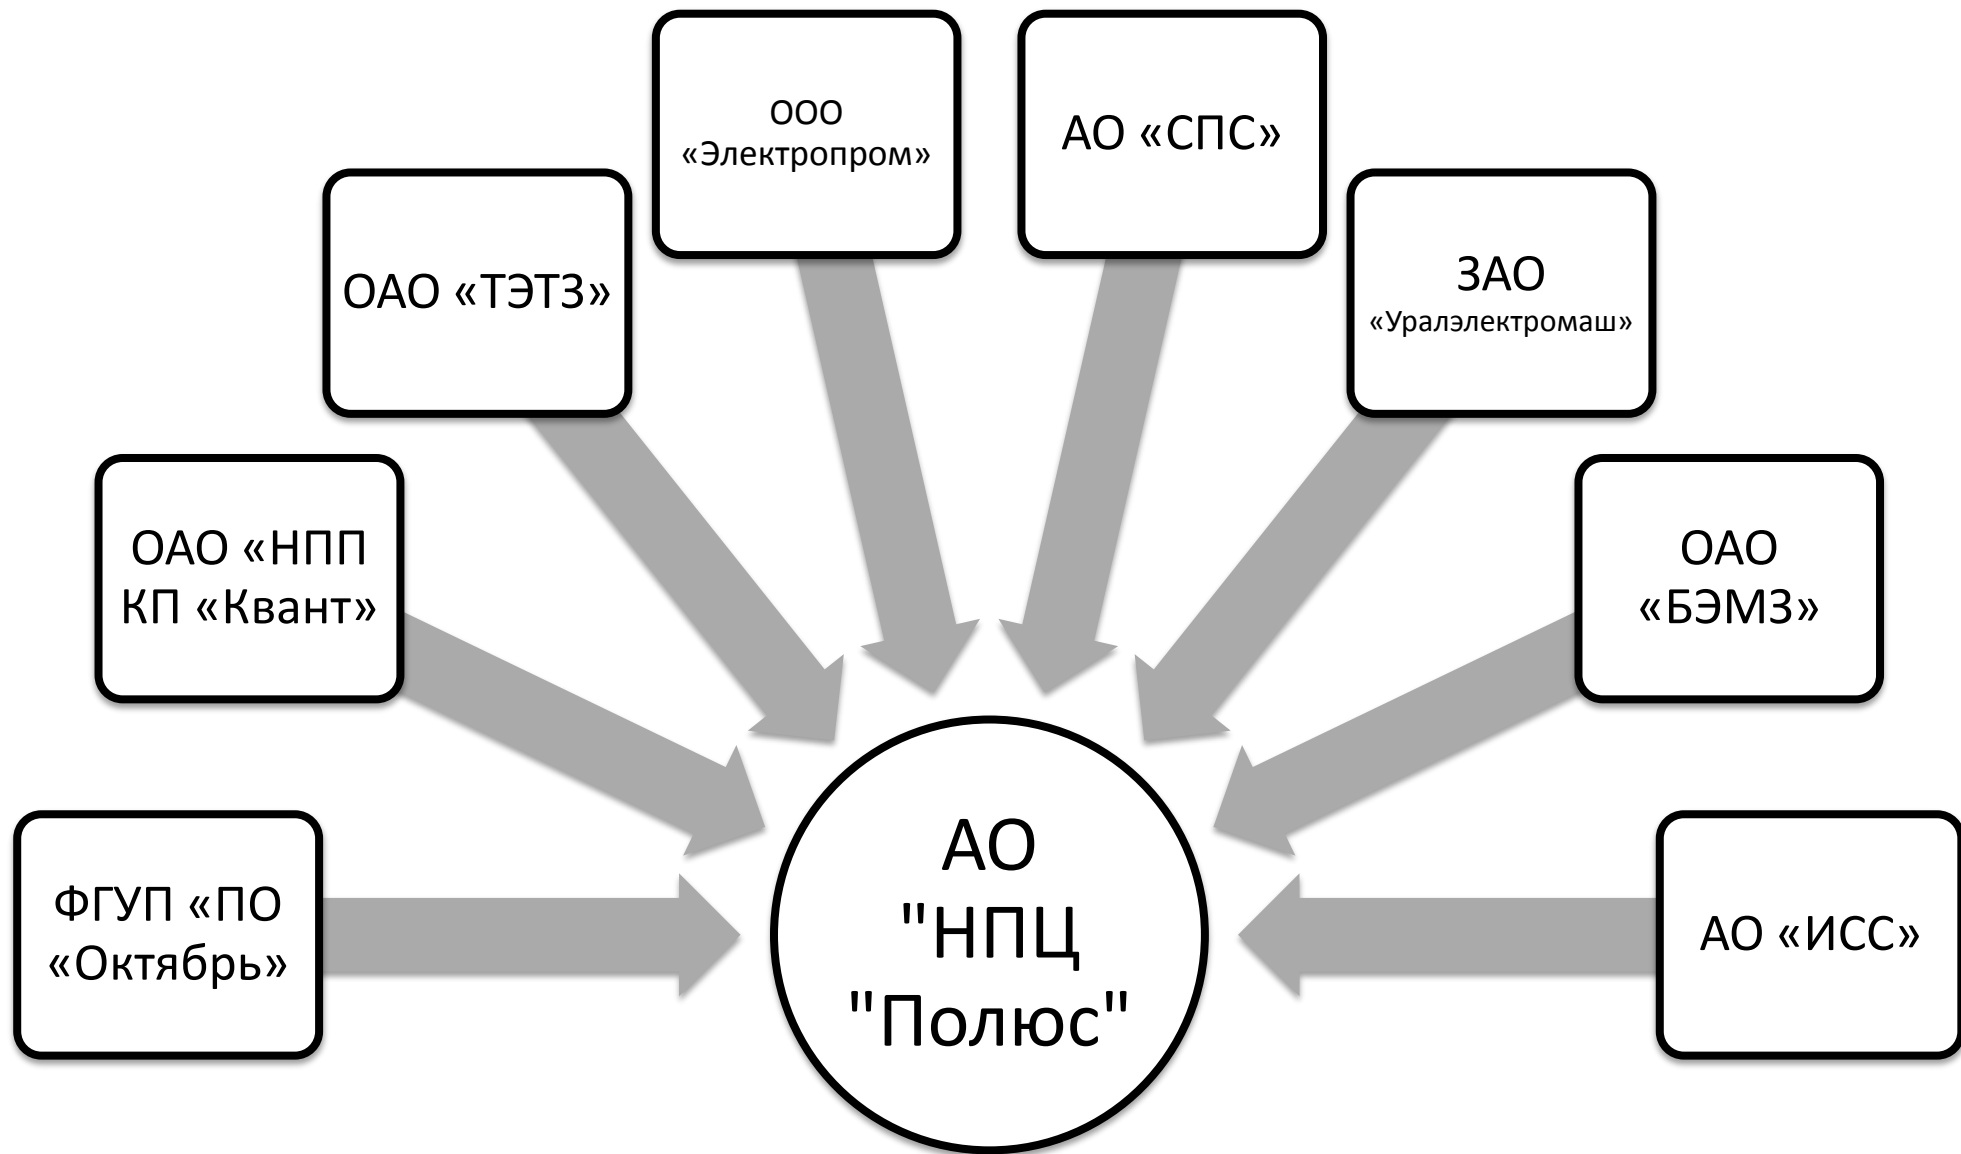 ООО
«Электропром»
АО «СПС»
ОАО «ТЭТЗ»
ЗАО
«Уралэлектромаш»
ОАО «НПП
КП «Квант»
ОАО
«БЭМЗ»
ФГУП «ПО
«Октябрь»
АО
"НПЦ
"Полюс"
АО «ИСС»